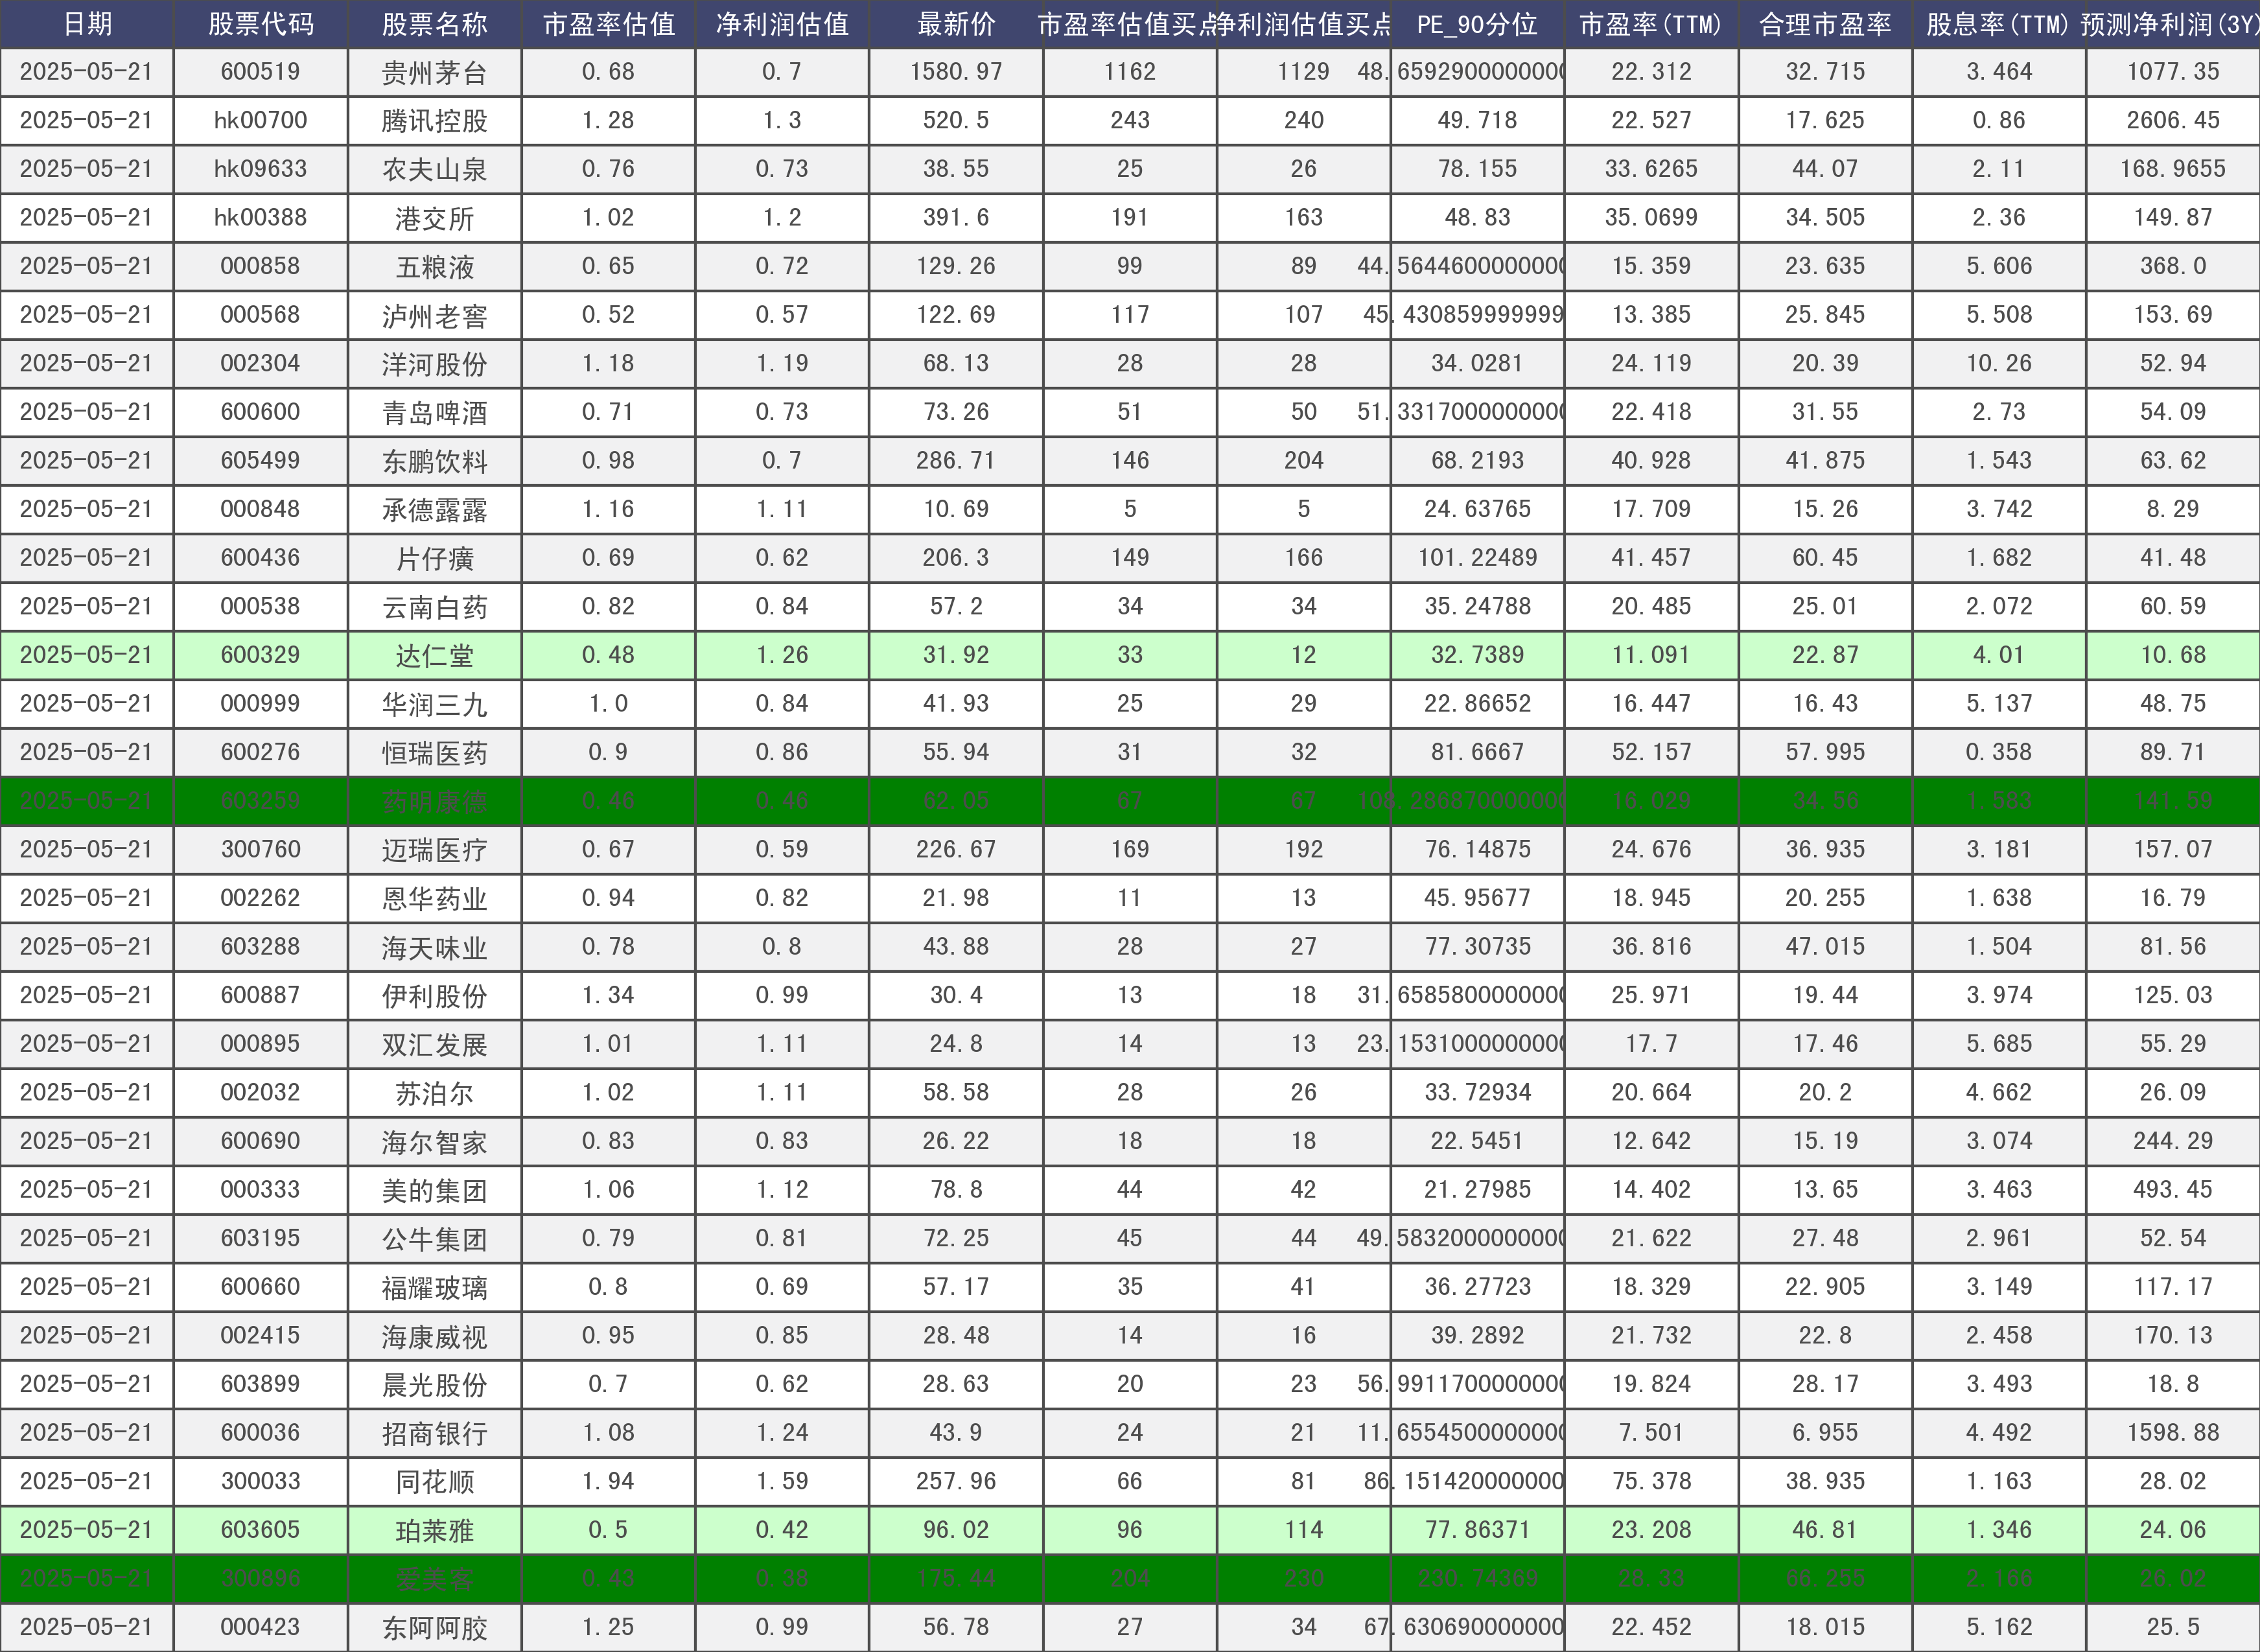 日期 股票代码 股票名称 市盈率估值 净利润估值 最新价 市盈率估值买点 净利润估值买点 PE_90分位 市盈率(TTM) 合理市盈率 股息率(TTM) 预测净利润(3Y)
2025-05-21 600519 贵州茅台 0.68 0.7 1580.97 1162 1129 48.6592900000000 22.312 32.715 3.464 1077.35
2025-05-21 hk00700 腾讯控股 1.28 1.3 520.5 243 240 49.718 22.527 17.625 0.86 2606.45
2025-05-21 hk09633 农夫山泉 0.76 0.73 38.55 25 26 78.155 33.6265 44.07 2.11 168.9655
2025-05-21 hk00388 港交所 1.02 1.2 391.6 191 163 48.83 35.0699 34.505 2.36 149.87
2025-05-21 000858 五粮液 0.65 0.72 129.26 99 89 44.5644600000000 15.359 23.635 5.606 368.0
2025-05-21 000568 泸州老窖 0.52 0.57 122.69 117 107 45.430859999999 13.385 25.845 5.508 153.69
2025-05-21 002304 洋河股份 1.18 1.19 68.13 28 28 34.0281 24.119 20.39 10.26 52.94
2025-05-21 600600 青岛啤酒 0.71 0.73 73.26 51 50 51.3317000000000 22.418 31.55 2.73 54.09
2025-05-21 605499 东鹏饮料 0.98 0.7 286.71 146 204 68.2193 40.928 41.875 1.543 63.62
2025-05-21 000848 承德露露 1.16 1.11 10.69 5 5 24.63765 17.709 15.26 3.742 8.29
2025-05-21 600436 片仔癀 0.69 0.62 206.3 149 166 101.22489 41.457 60.45 1.682 41.48
2025-05-21 000538 云南白药 0.82 0.84 57.2 34 34 35.24788 20.485 25.01 2.072 60.59
2025-05-21 600329 达仁堂 0.48 1.26 31.92 33 12 32.7389 11.091 22.87 4.01 10.68
2025-05-21 000999 华润三九 1.0 0.84 41.93 25 29 22.86652 16.447 16.43 5.137 48.75
2025-05-21 600276 恒瑞医药 0.9 0.86 55.94 31 32 81.6667 52.157 57.995 0.358 89.71
2025-05-21 603259 药明康德 0.46 0.46 62.05 67 67 108.286870000000 16.029 34.56 1.583 141.59
2025-05-21 300760 迈瑞医疗 0.67 0.59 226.67 169 192 76.14875 24.676 36.935 3.181 157.07
2025-05-21 002262 恩华药业 0.94 0.82 21.98 11 13 45.95677 18.945 20.255 1.638 16.79
2025-05-21 603288 海天味业 0.78 0.8 43.88 28 27 77.30735 36.816 47.015 1.504 81.56
2025-05-21 600887 伊利股份 1.34 0.99 30.4 13 18 31.6585800000000 25.971 19.44 3.974 125.03
2025-05-21 000895 双汇发展 1.01 1.11 24.8 14 13 23.1531000000000 17.7 17.46 5.685 55.29
2025-05-21 002032 苏泊尔 1.02 1.11 58.58 28 26 33.72934 20.664 20.2 4.662 26.09
2025-05-21 600690 海尔智家 0.83 0.83 26.22 18 18 22.5451 12.642 15.19 3.074 244.29
2025-05-21 000333 美的集团 1.06 1.12 78.8 44 42 21.27985 14.402 13.65 3.463 493.45
2025-05-21 603195 公牛集团 0.79 0.81 72.25 45 44 49.5832000000000 21.622 27.48 2.961 52.54
2025-05-21 600660 福耀玻璃 0.8 0.69 57.17 35 41 36.27723 18.329 22.905 3.149 117.17
2025-05-21 002415 海康威视 0.95 0.85 28.48 14 16 39.2892 21.732 22.8 2.458 170.13
2025-05-21 603899 晨光股份 0.7 0.62 28.63 20 23 56.9911700000000 19.824 28.17 3.493 18.8
2025-05-21 600036 招商银行 1.08 1.24 43.9 24 21 11.6554500000000 7.501 6.955 4.492 1598.88
2025-05-21 300033 同花顺 1.94 1.59 257.96 66 81 86.151420000000 75.378 38.935 1.163 28.02
2025-05-21 603605 珀莱雅 0.5 0.42 96.02 96 114 77.86371 23.208 46.81 1.346 24.06
2025-05-21 300896 爱美客 0.43 0.38 175.44 204 230 230.74369 28.33 66.255 2.166 26.02
2025-05-21 000423 东阿阿胶 1.25 0.99 56.78 27 34 67.630690000000 22.452 18.015 5.162 25.5